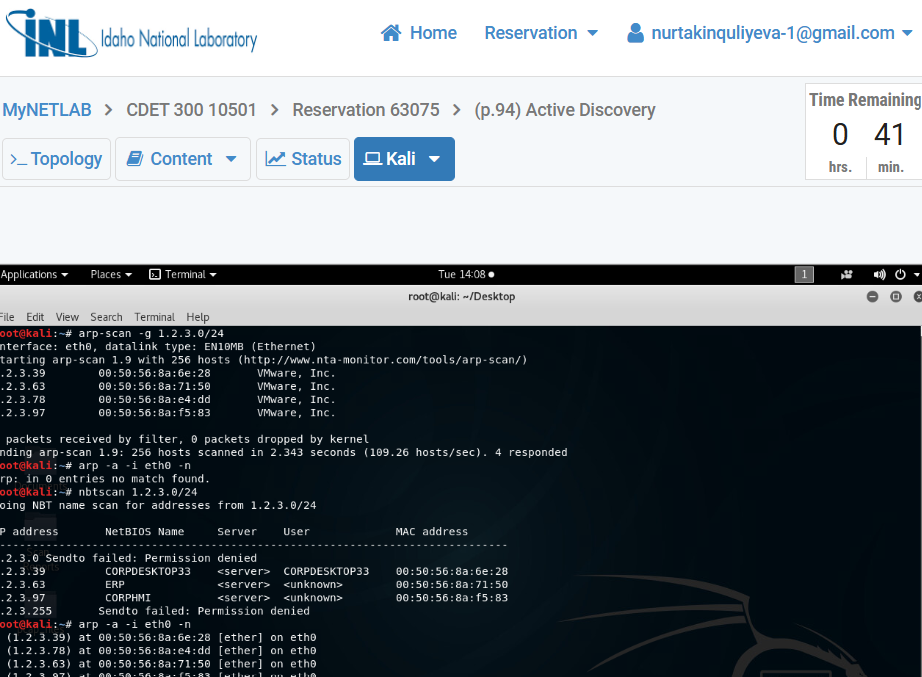 INL Idaho National Laboratory
Home Reservation nurtakinquliyeva-1@gmail.com
MyNETLAB > CDET 300 10501 > Reservation 63075 > (p.94) Active Discovery
Time Remaining
0 41
hrs. min.
>_ Topology Content Status Kali
Applications Places Terminal Tue 14:08 1
root@kali: ~/Desktop
File Edit View Search Terminal Help
oot@kali:~# arp-scan -g 1.2.3.0/24
nterface: eth0, datalink type: EN10MB (Ethernet)
tarting arp-scan 1.9 with 256 hosts (http://www.nta-monitor.com/tools/arp-scan/)
.2.3.39 00:50:56:8a:6e:28 VMware, Inc.
.2.3.63 00:50:56:8a:71:50 VMware, Inc.
.2.3.78 00:50:56:8a:e4:dd VMware, Inc.
.2.3.97 00:50:56:8a:f5:83 VMware, Inc.
packets received by filter, 0 packets dropped by kernel
nding arp-scan 1.9: 256 hosts scanned in 2.343 seconds (109.26 hosts/sec). 4 responded
oot@kali:~# arp -a -i eth0 -n
rp: in 0 entries no match found.
oot@kali:~# nbtscan 1.2.3.0/24
oing NBT name scan for addresses from 1.2.3.0/24
P address NetBIOS Name Server User MAC address
------------------------------------------------------------------------------
.2.3.0 Sendto failed: Permission denied
.2.3.39 CORPDESKTOP33 <server> CORPDESKTOP33 00:50:56:8a:6e:28
.2.3.63 ERP <server> <unknown> 00:50:56:8a:71:50
.2.3.97 CORPHMI <server> <unknown> 00:50:56:8a:f5:83
.2.3.255 Sendto failed: Permission denied
oot@kali:~# arp -a -i eth0 -n
(1.2.3.39) at 00:50:56:8a:6e:28 [ether] on eth0
(1.2.3.78) at 00:50:56:8a:e4:dd [ether] on eth0
(1.2.3.63) at 00:50:56:8a:71:50 [ether] on eth0
(1.2.3.97) at 00:50:56:8a:f5:83 [ether] on eth0